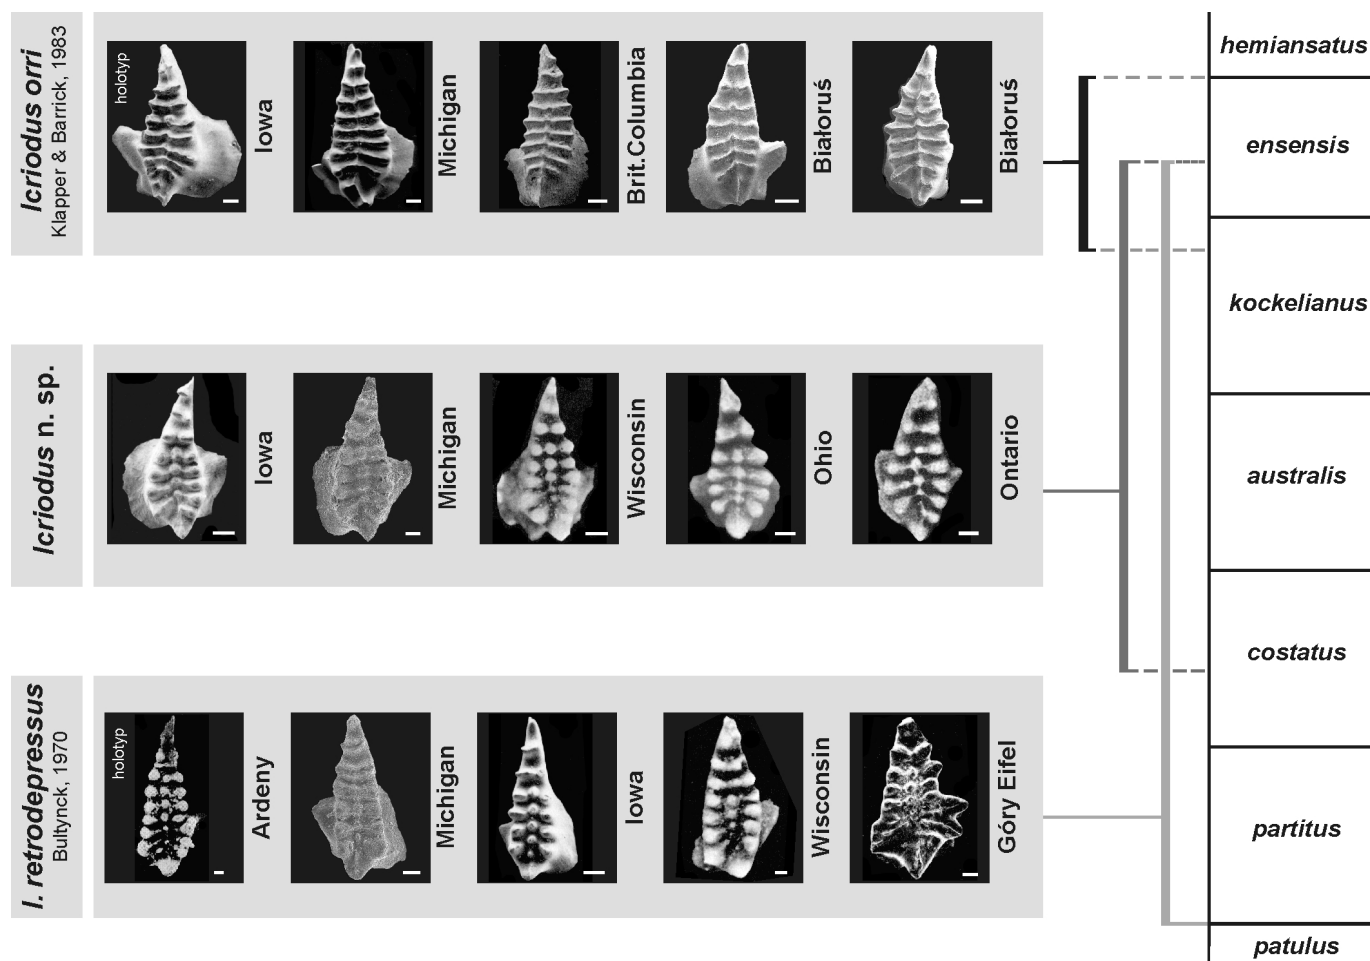 Icriodus orri
Klapper & Barrick, 1983
holotyp
Iowa
Michigan
Brit.Columbia
Białoruś
Białoruś
Icriodus n. sp.
Iowa
Michigan
Wisconsin
Ohio
Ontario
I. retrodepressus
Bultynck, 1970
holotyp
Ardeny
Michigan
Iowa
Wisconsin
Góry Eifel
hemiansatus
ensensis
kockelianus
australis
costatus
partitus
patulus